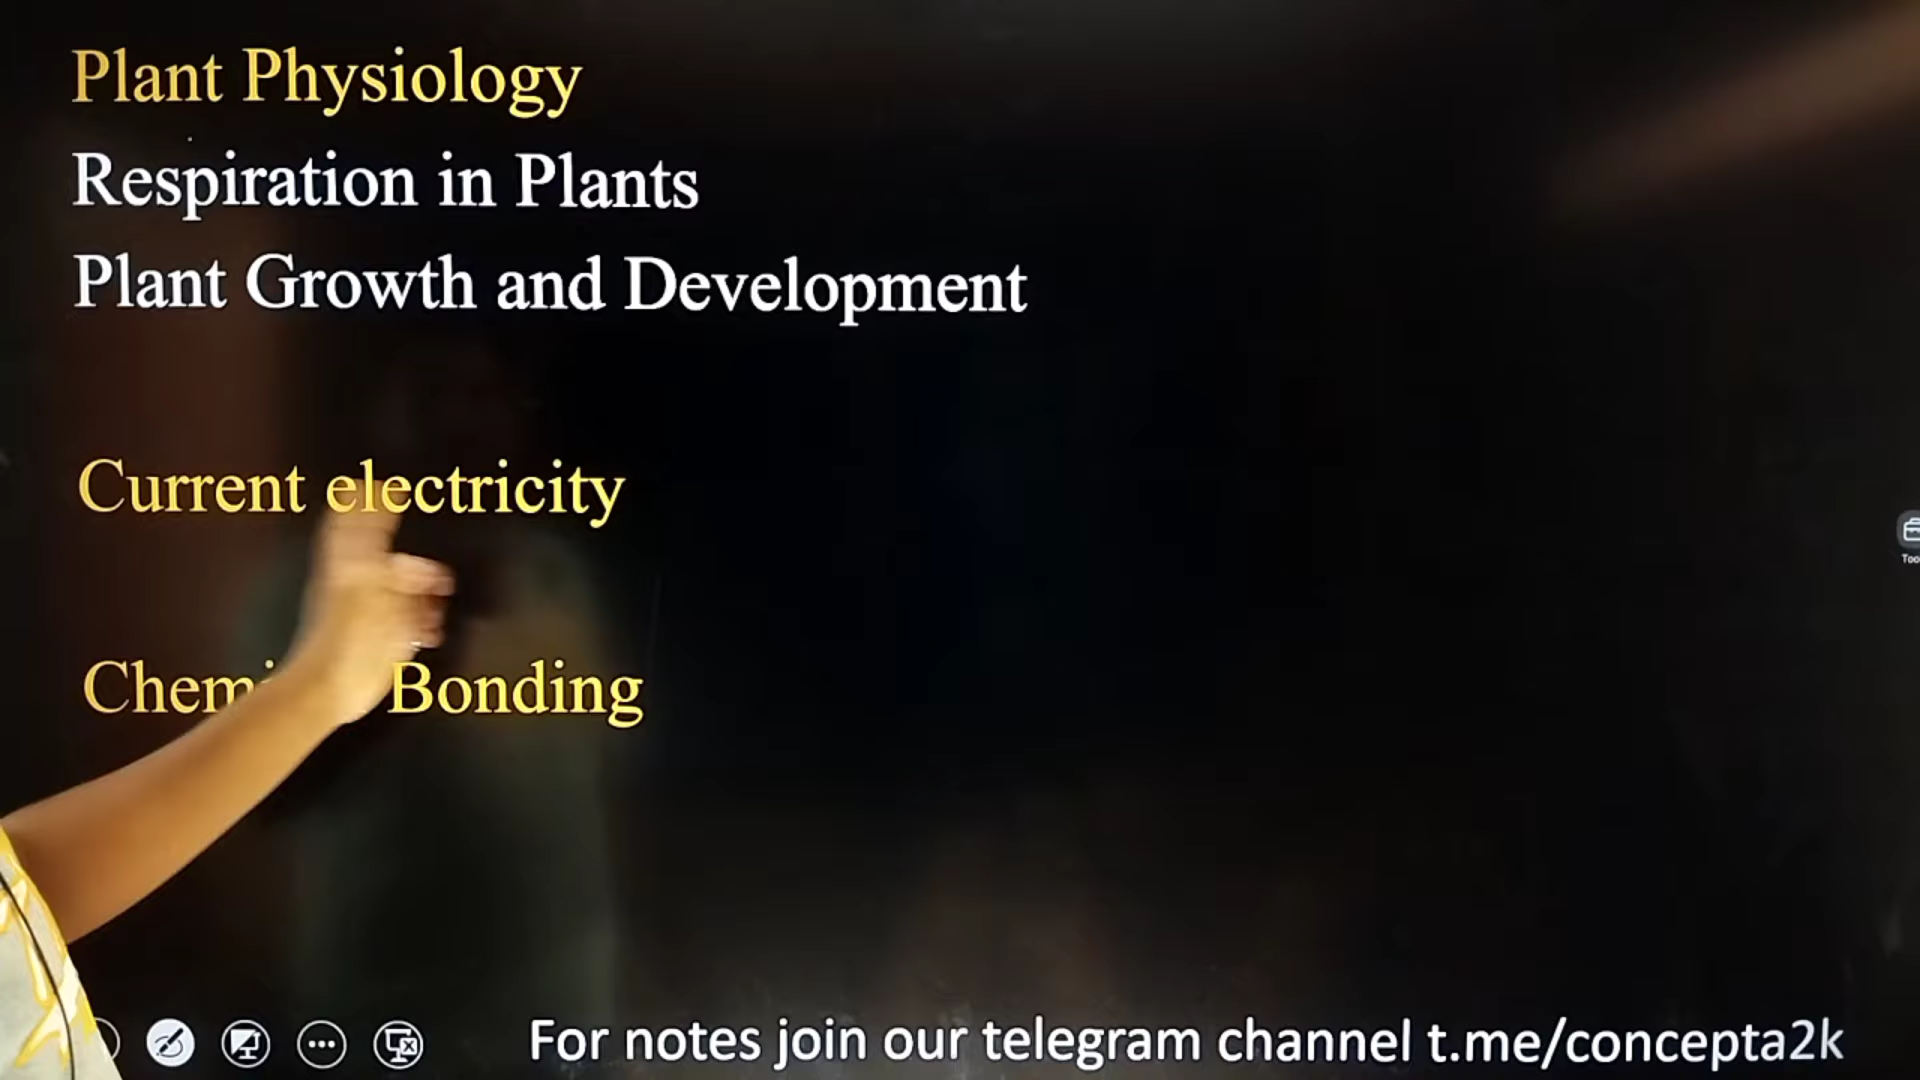 Plant Physiology
Respiration in Plants
Plant Growth and Development
Current electricity
Bonding
For notes join our telegram channel t.me/concepta2k